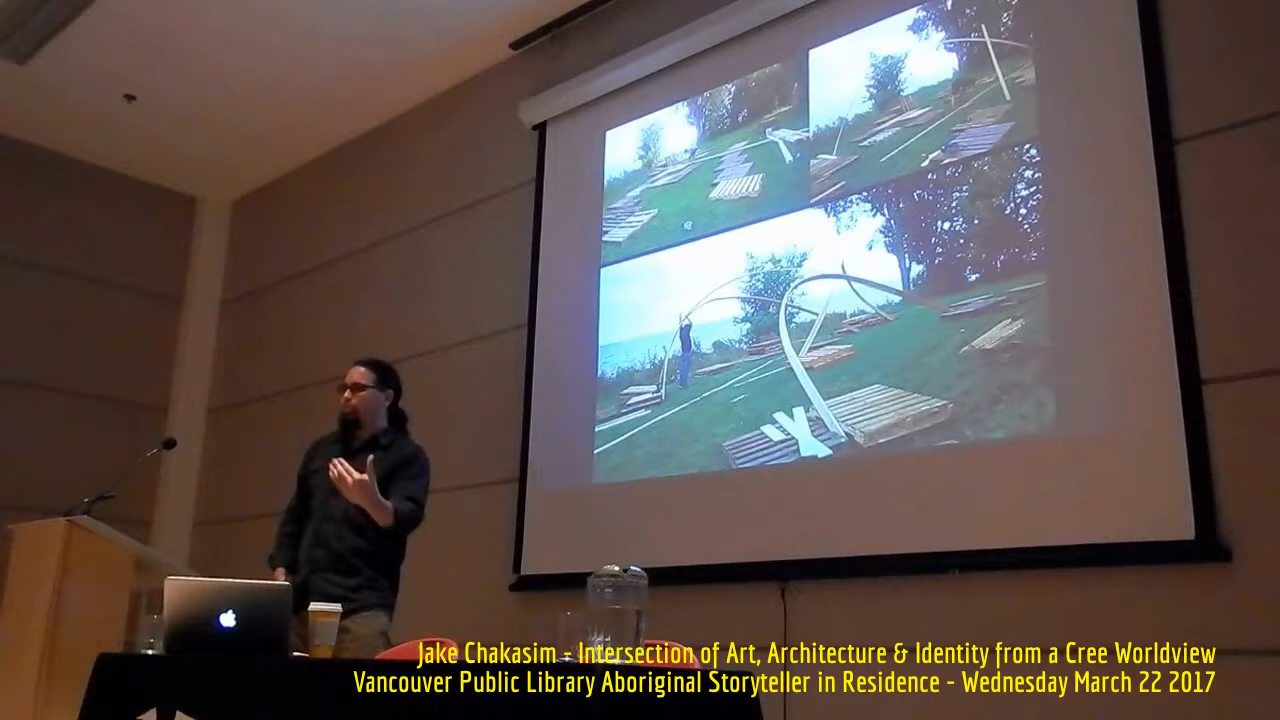 Jake Chakasim - Intersection of Art, Architecture & Identity from a Cree Worldview
Vancouver Public Library Aboriginal Storyteller in Residence - Wednesday March 22 2017